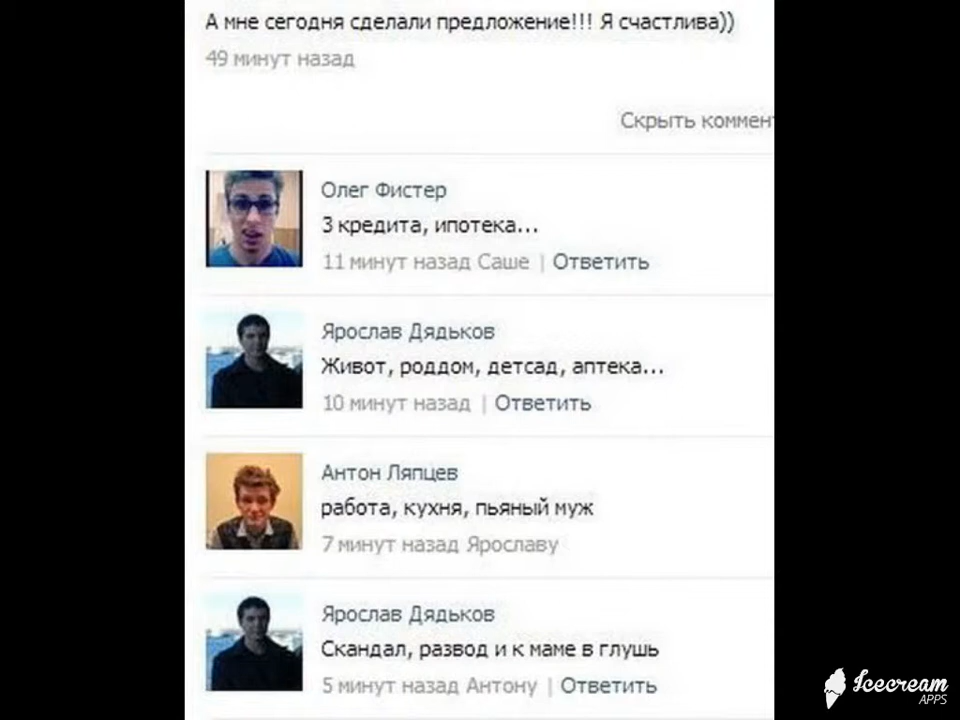 А мне сегодня сделали предложение!!! Я счастлива))
49 минут назад
Скрыть коммен
Олег Фистер
3 кредита, ипотека...
11 минут назад Саше | Ответить
Ярослав Дядьков
Живот, роддом, детсад, аптека...
10 минут назад | Ответить
Антон Ляпцев
работа, кухня, пьяный муж
7 минут назад Ярославу
Ярослав Дядьков
Скандал, развод и к маме в глушь
5 минут назад Антону | Ответить
Icecream
APPS